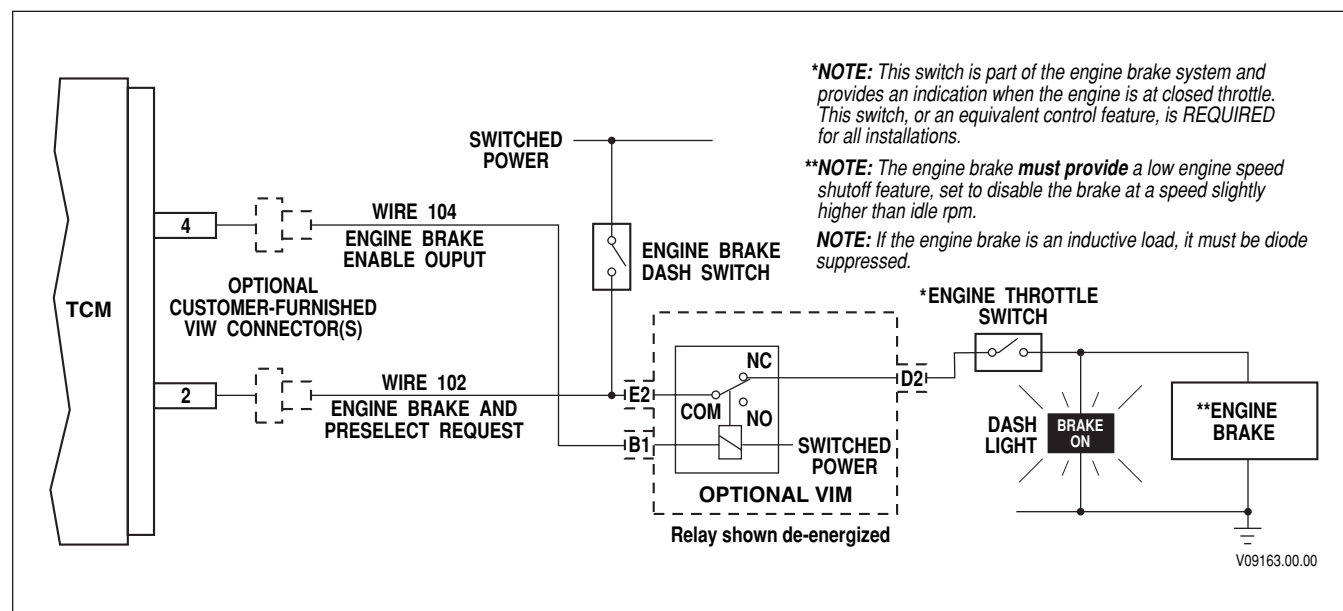 *NOTE: This switch is part of the engine brake system and
provides an indication when the engine is at closed throttle.
This switch, or an equivalent control feature, is REQUIRED
for all installations.
**NOTE: The engine brake must provide a low engine speed
shutoff feature, set to disable the brake at a speed slightly
higher than idle rpm.
NOTE: If the engine brake is an inductive load, it must be diode
suppressed.
SWITCHED
POWER
4
WIRE 104
ENGINE BRAKE
ENABLE OUPUT
ENGINE BRAKE
DASH SWITCH
TCM
OPTIONAL
CUSTOMER-FURNISHED
VIW CONNECTOR(S)
*ENGINE THROTTLE
SWITCH
2
WIRE 102
ENGINE BRAKE AND
PRESELECT REQUEST
E2
B1
COM
NC
NO
SWITCHED
POWER
OPTIONAL VIM
Relay shown de-energized
D2
DASH
LIGHT
BRAKE
ON
**ENGINE
BRAKE
V09163.00.00